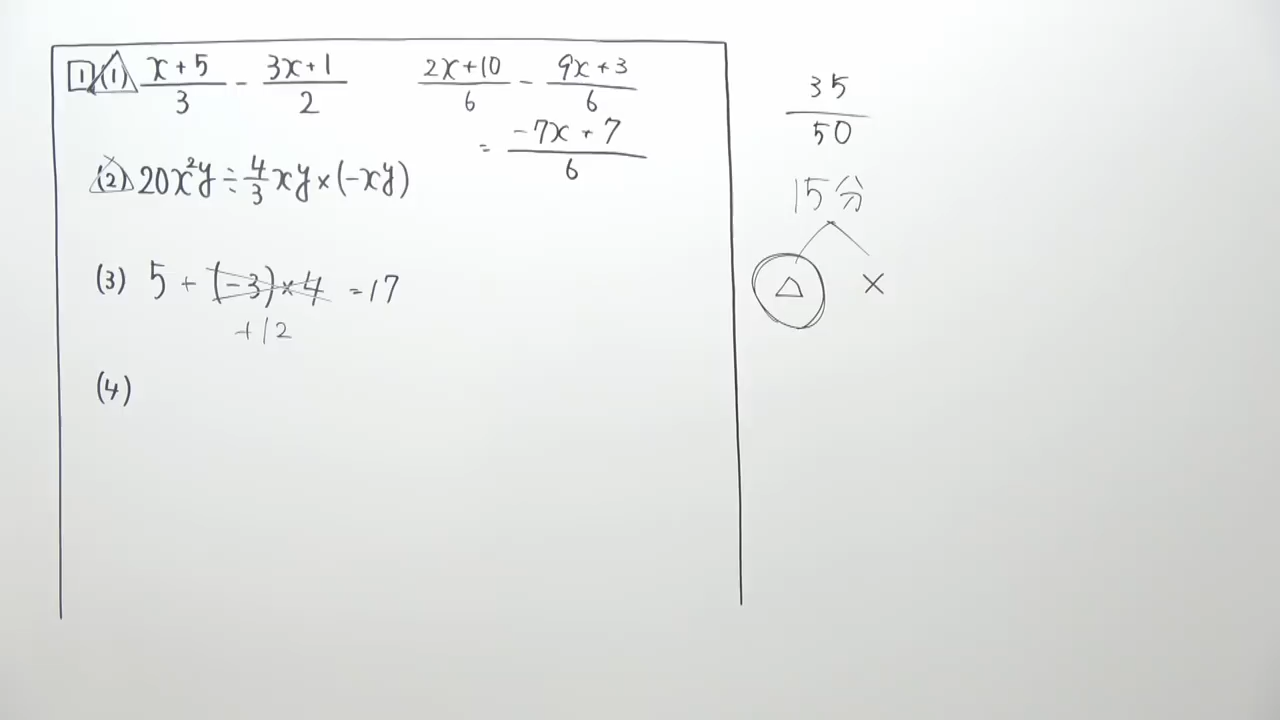 1 (1) x+5/3 - 3x+1/2
2x+10/6 - 9x+3/6
= -7x+7/6
(2) 20x²y ÷ 4/3 xy × (-xy)
(3) 5 + (-3)×4 = 17
+12
(4)
35
50
15分
△ ×